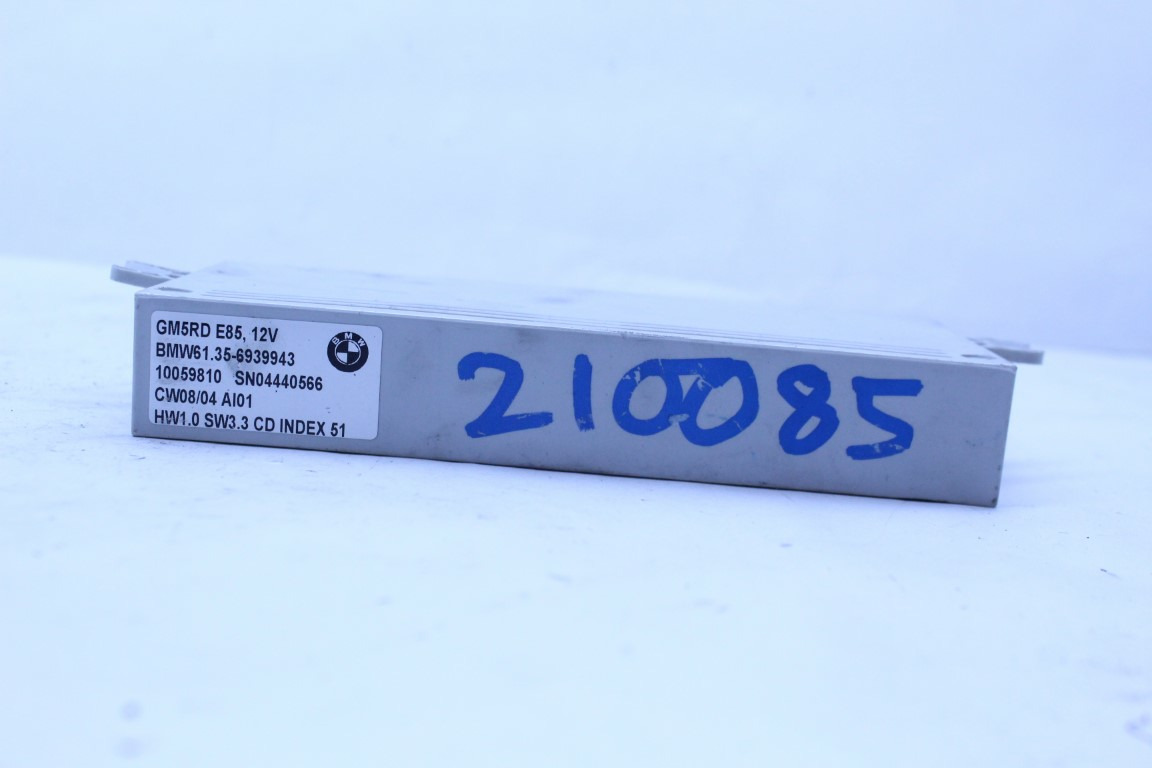 GM5RD E85, 12V
BMW61.35-6939943
10059810 SN04440566
CW08/04 AI01
HW1.0 SW3.3 CD INDEX 51
BMW
210085